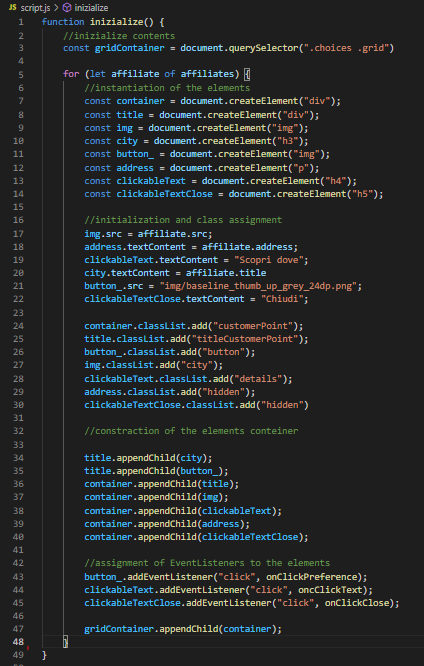 JS script.js > inizialize
1 function inizialize() {
2 //inizialize contents
3 const gridContainer = document.querySelector(".choices .grid")
4
5 for (let affiliate of affiliates) {
6 //instantiation of the elements
7 const container = document.createElement("div");
8 const title = document.createElement("div");
9 const img = document.createElement("img");
10 const city = document.createElement("h3");
11 const button_ = document.createElement("img");
12 const address = document.createElement("p");
13 const clickableText = document.createElement("h4");
14 const clickableTextClose = document.createElement("h5");
15
16 //initialization and class assignment
17 img.src = affiliate.src;
18 address.textContent = affiliate.address;
19 clickableText.textContent = "Scopri dove";
20 city.textContent = affiliate.title
21 button_.src = "img/baseline_thumb_up_grey_24dp.png";
22 clickableTextClose.textContent = "Chiudi";
23
24 container.classList.add("customerPoint");
25 title.classList.add("titleCustomerPoint");
26 button_.classList.add("button");
27 img.classList.add("city");
28 clickableText.classList.add("details");
29 address.classList.add("hidden");
30 clickableTextClose.classList.add("hidden")
31
32 //constraction of the elements conteiner
33
34 title.appendChild(city);
35 title.appendChild(button_);
36 container.appendChild(title);
37 container.appendChild(img);
38 container.appendChild(clickableText);
39 container.appendChild(address);
40 container.appendChild(clickableTextClose);
41
42 //assignment of EventListeners to the elements
43 button_.addEventListener("click", onClickPreference);
44 clickableText.addEventListener("click", oncClickText);
45 clickableTextClose.addEventListener("click", onClickClose);
46
47 gridContainer.appendChild(container);
48 }
49 }